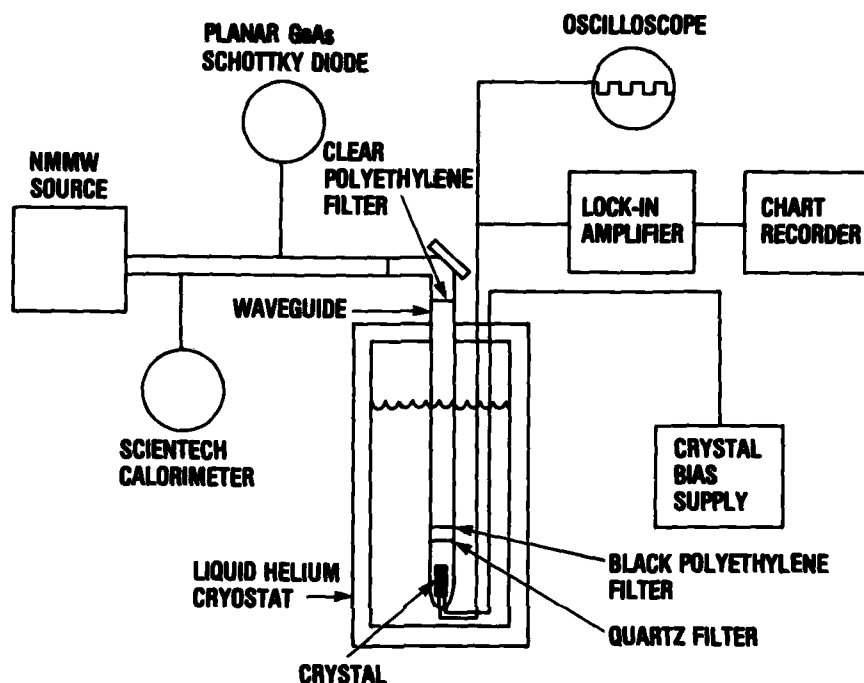 PLANAR GaAs
SCHOTTKY DIODE
OSCILLOSCOPE
NMMW
SOURCE
CLEAR
POLYETHYLENE
FILTER
LOCK-IN
AMPLIFIER
CHART
RECORDER
WAVEGUIDE
SCIENTECH
CALORIMETER
CRYSTAL
BIAS
SUPPLY
LIQUID HELIUM
CRYOSTAT
BLACK POLYETHYLENE
FILTER
QUARTZ FILTER
CRYSTAL